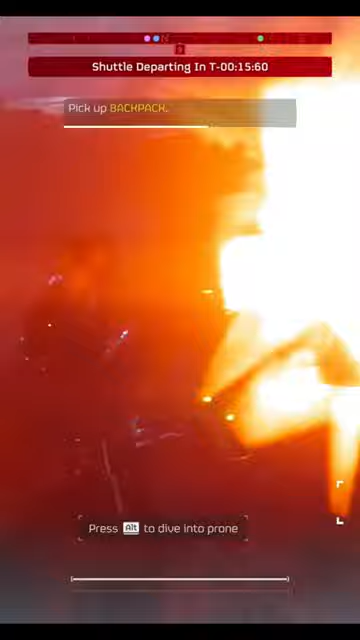 Shuttle Departing In T-00:15:60
Pick up BACKPACK.
Press Alt to dive into prone